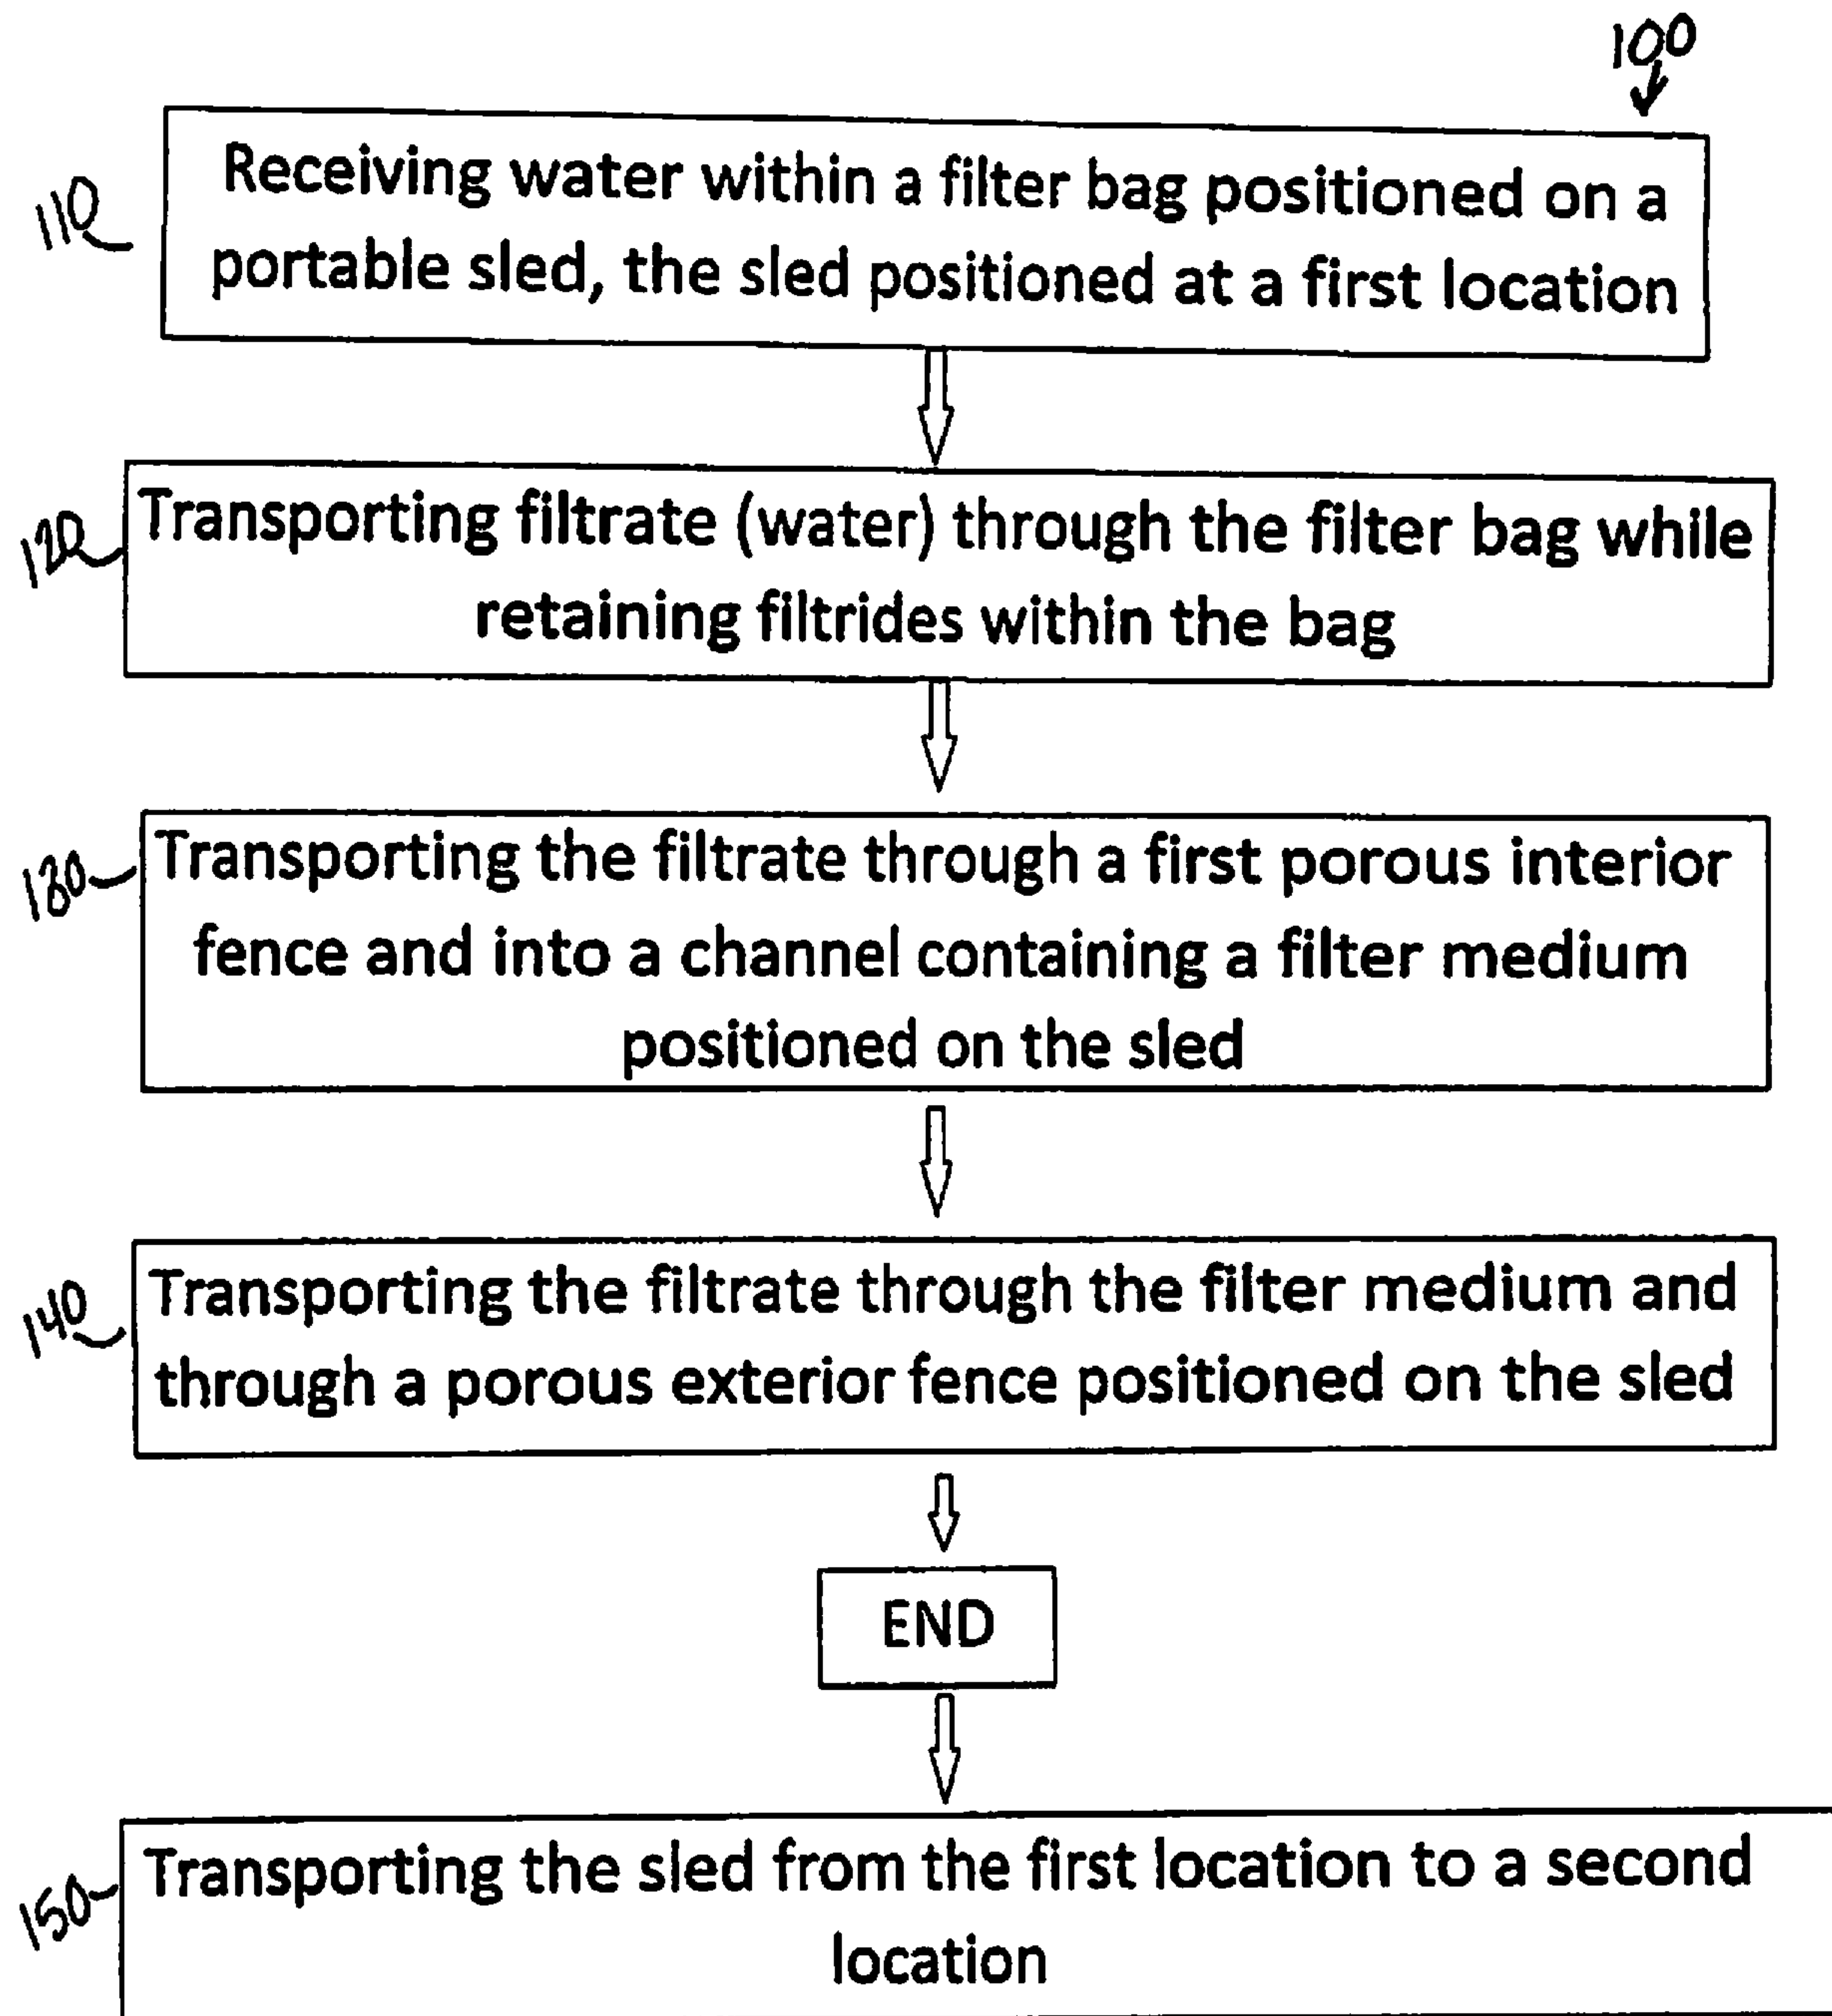 100
110
Receiving water within a filter bag positioned on a
portable sled, the sled positioned at a first location
120
Transporting filtrate (water) through the filter bag while
retaining filtrides within the bag
130
Transporting the filtrate through a first porous interior
fence and into a channel containing a filter medium
positioned on the sled
140
Transporting the filtrate through the filter medium and
through a porous exterior fence positioned on the sled
END
150
Transporting the sled from the first location to a second
location